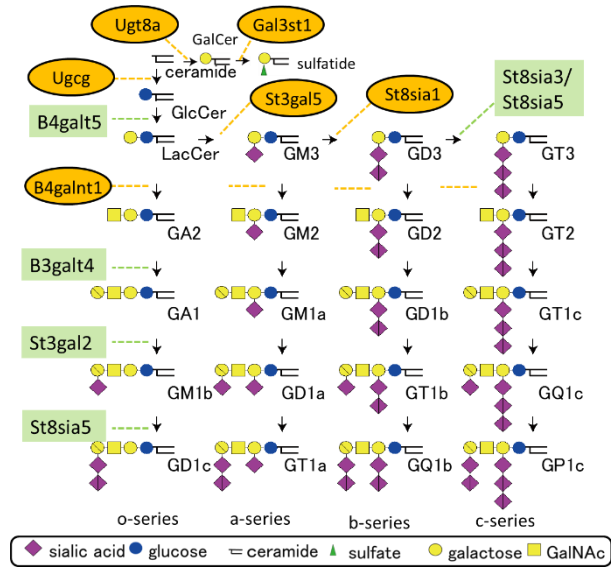 Ugt8a
Gal3st1
GalCer
ceramide
sulfatide
Ugcg
St8sia3/
St8sia5
St3gal5
St8sia1
GlcCer
B4galt5
LacCer
GM3
GD3
GT3
B4galnt1
GA2
GM2
GD2
GT2
B3galt4
GA1
GM1a
GD1b
GT1c
St3gal2
GM1b
GD1a
GT1b
GQ1c
St8sia5
GD1c
GT1a
GQ1b
GP1c
o-series
a-series
b-series
c-series
sialic acid
glucose
ceramide
sulfate
galactose
GalNAc